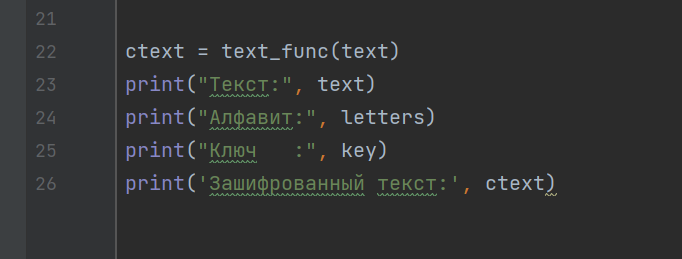 21
22 ctext = text_func(text)
23 print("Текст:", text)
24 print("Алфавит:", letters)
25 print("Ключ   :", key)
26 print('Зашифрованный текст:', ctext)